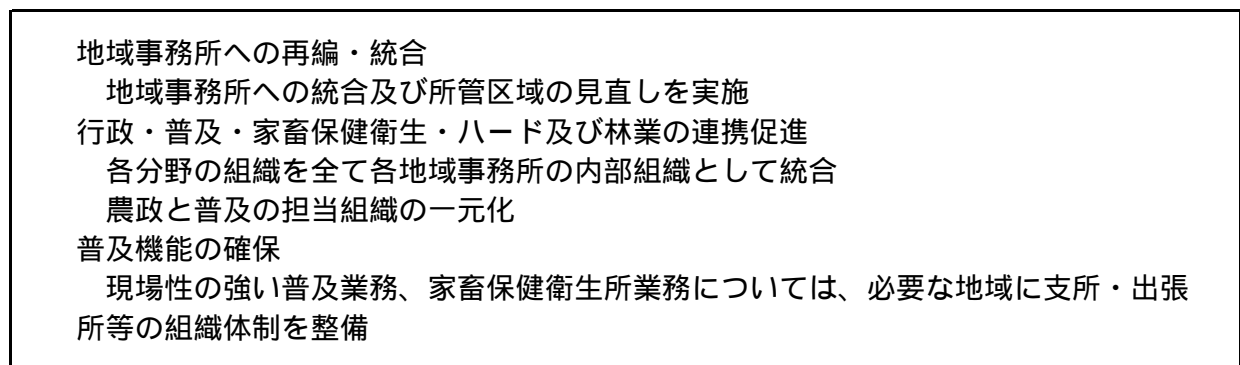 地域事務所への再編・統合
地域事務所への統合及び所管区域の見直しを実施
行政・普及・家畜保健衛生・ハード及び林業の連携促進
各分野の組織を全て各地域事務所の内部組織として統合
農政と普及の担当組織の一元化
普及機能の確保
現場性の強い普及業務、家畜保健衛生所業務については、必要な地域に支所・出張
所等の組織体制を整備